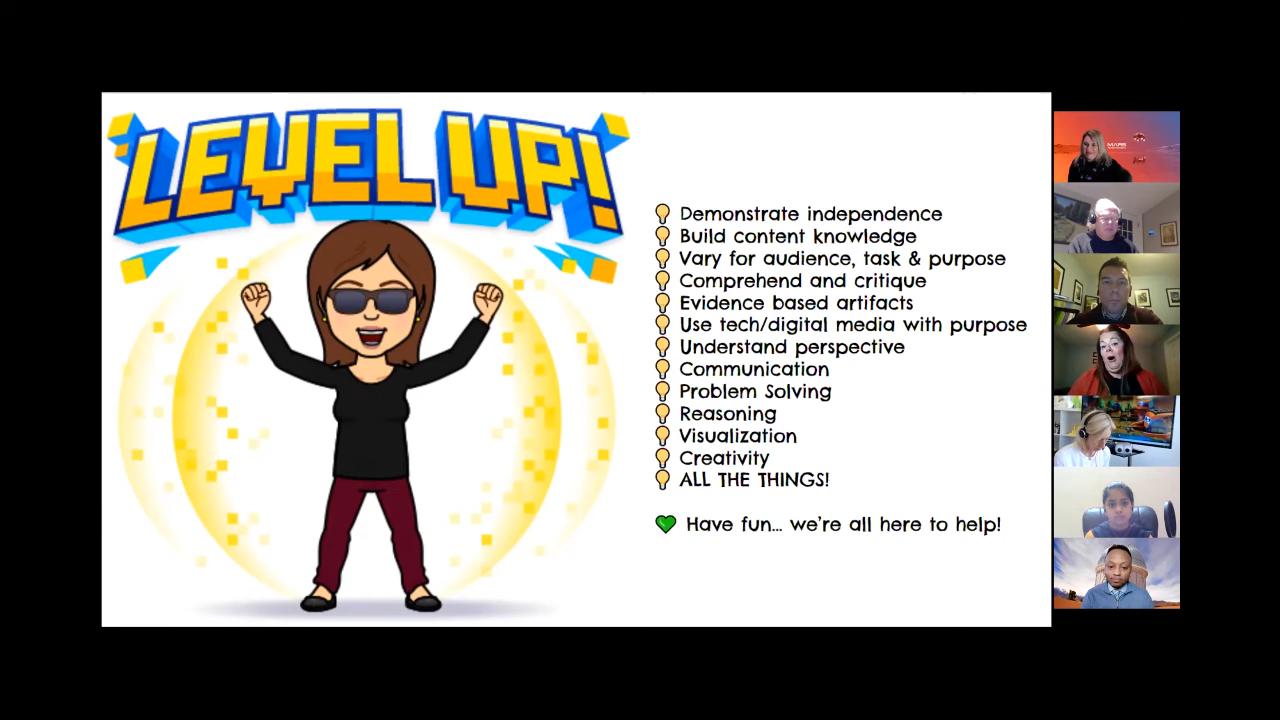 LEVEL UP!
Demonstrate independence
Build content knowledge
Vary for audience, task & purpose
Comprehend and critique
Evidence based artifacts
Use tech/digital media with purpose
Understand perspective
Communication
Problem Solving
Reasoning
Visualization
Creativity
ALL THE THINGS!
Have fun... we're all here to help!
MARS